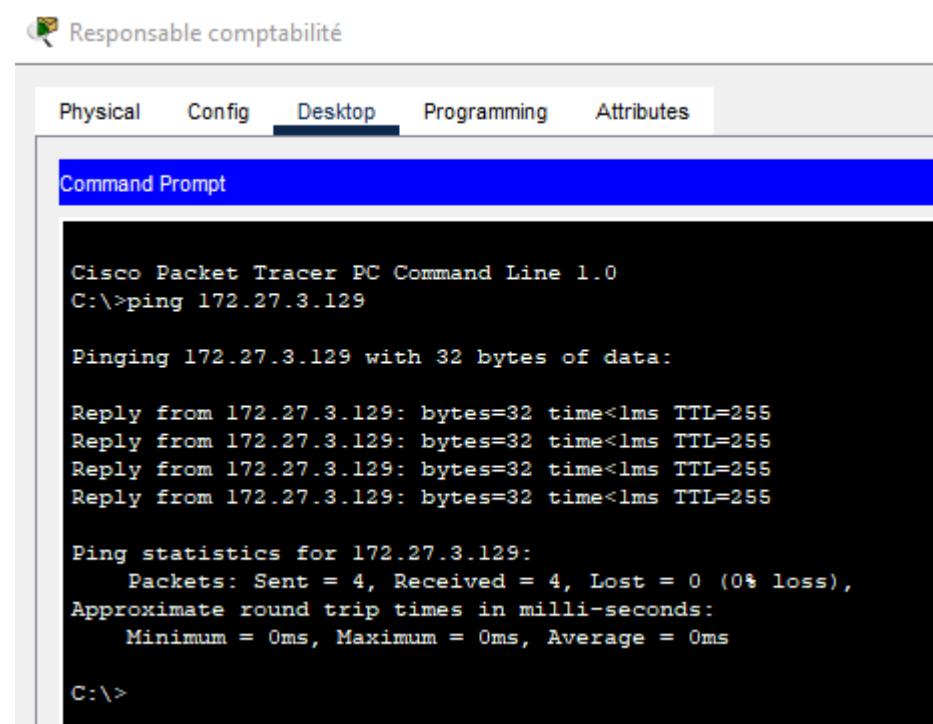 Responsable comptabilité
Physical Config Desktop Programming Attributes
Command Prompt
Cisco Packet Tracer PC Command Line 1.0
C:\>ping 172.27.3.129
Pinging 172.27.3.129 with 32 bytes of data:
Reply from 172.27.3.129: bytes=32 time<1ms TTL=255
Reply from 172.27.3.129: bytes=32 time<1ms TTL=255
Reply from 172.27.3.129: bytes=32 time<1ms TTL=255
Reply from 172.27.3.129: bytes=32 time<1ms TTL=255
Ping statistics for 172.27.3.129:
Packets: Sent = 4, Received = 4, Lost = 0 (0% loss),
Approximate round trip times in milli-seconds:
Minimum = 0ms, Maximum = 0ms, Average = 0ms
C:\>